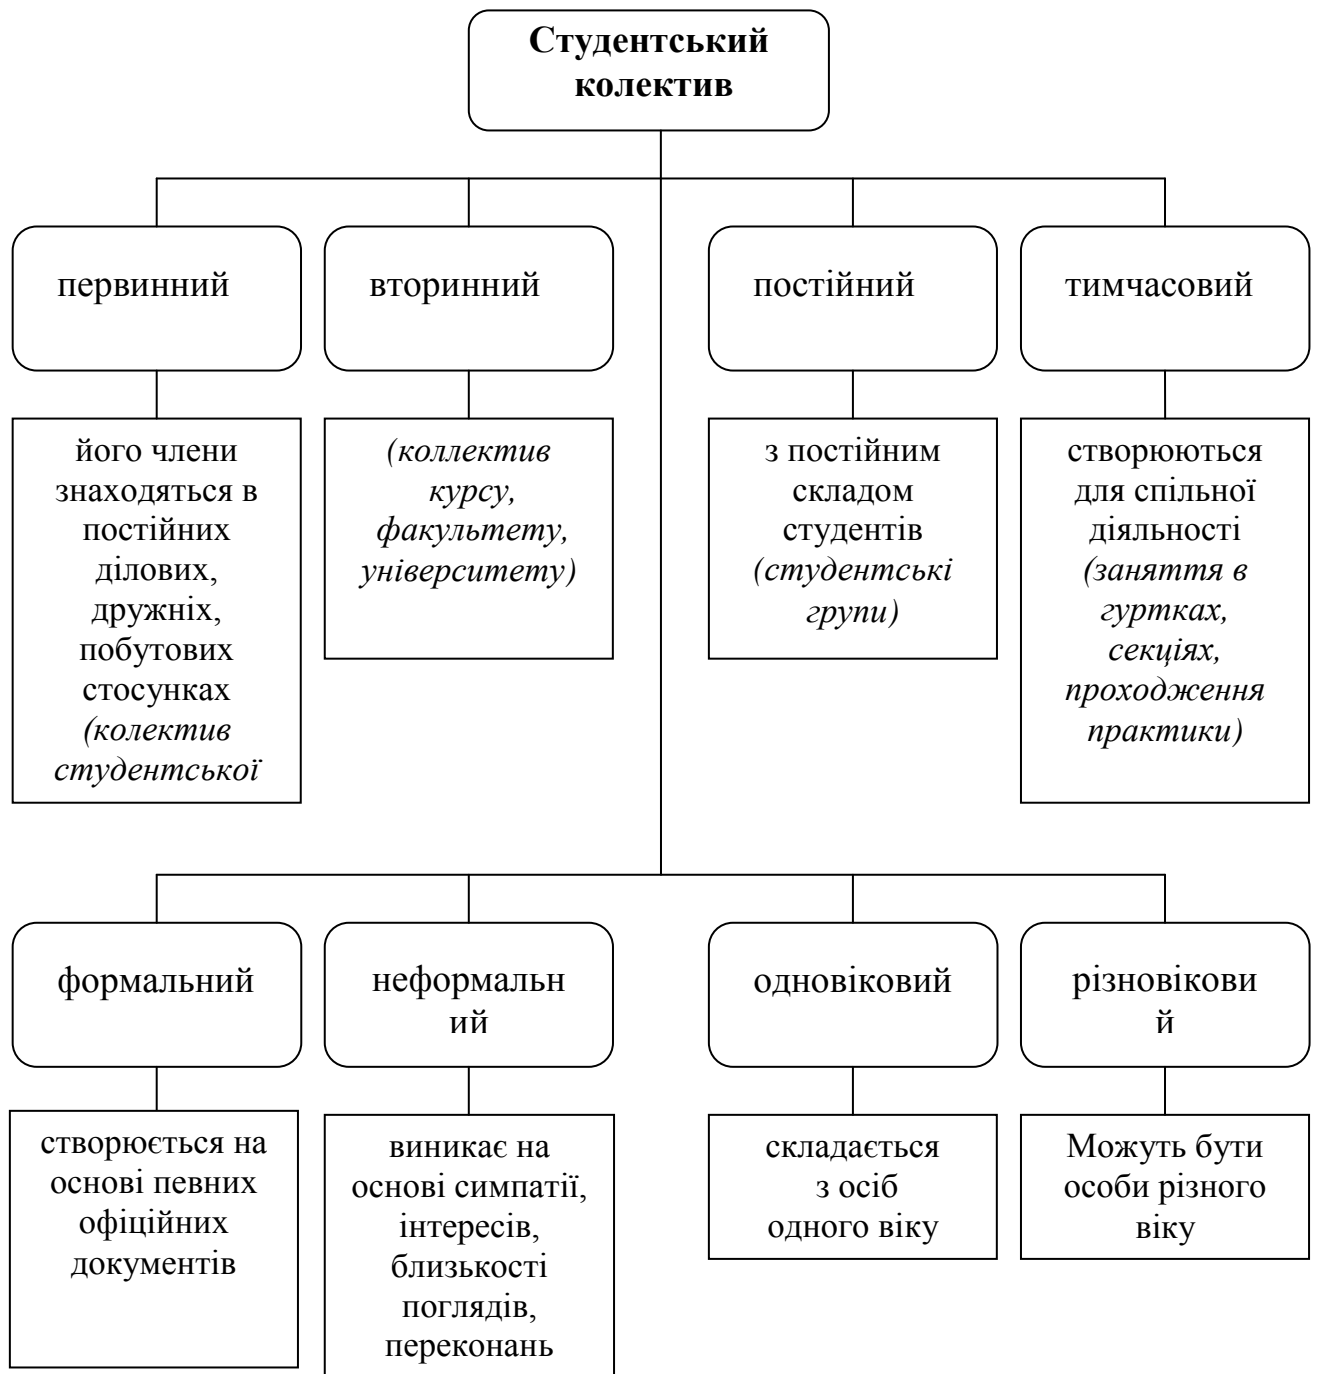 Студентський
колектив
первинний
вторинний
постійний
тимчасовий
його члени
знаходяться в
постійних
ділових,
дружніх,
побутових
стосунках
(колектив
студентської
(коллектив
курсу,
факультету,
університету)
з постійним
складом
студентів
(студентські
групи)
створюються
для спільної
діяльності
(заняття в
гуртках,
секціях,
проходження
практики)
формальний
неформальн
ий
одновіковий
різновікови
й
створюється на
основі певних
офіційних
документів
виникає на
основі симпатії,
інтересів,
близькості
поглядів,
переконань
складається
з осіб
одного віку
Можуть бути
особи різного
віку